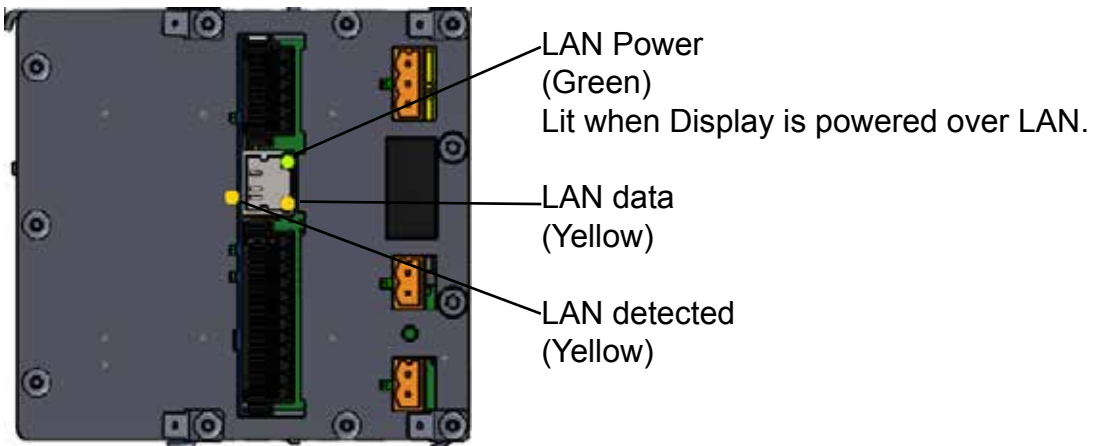 LAN Power
(Green)
Lit when Display is powered over LAN.
LAN data
(Yellow)
LAN detected
(Yellow)